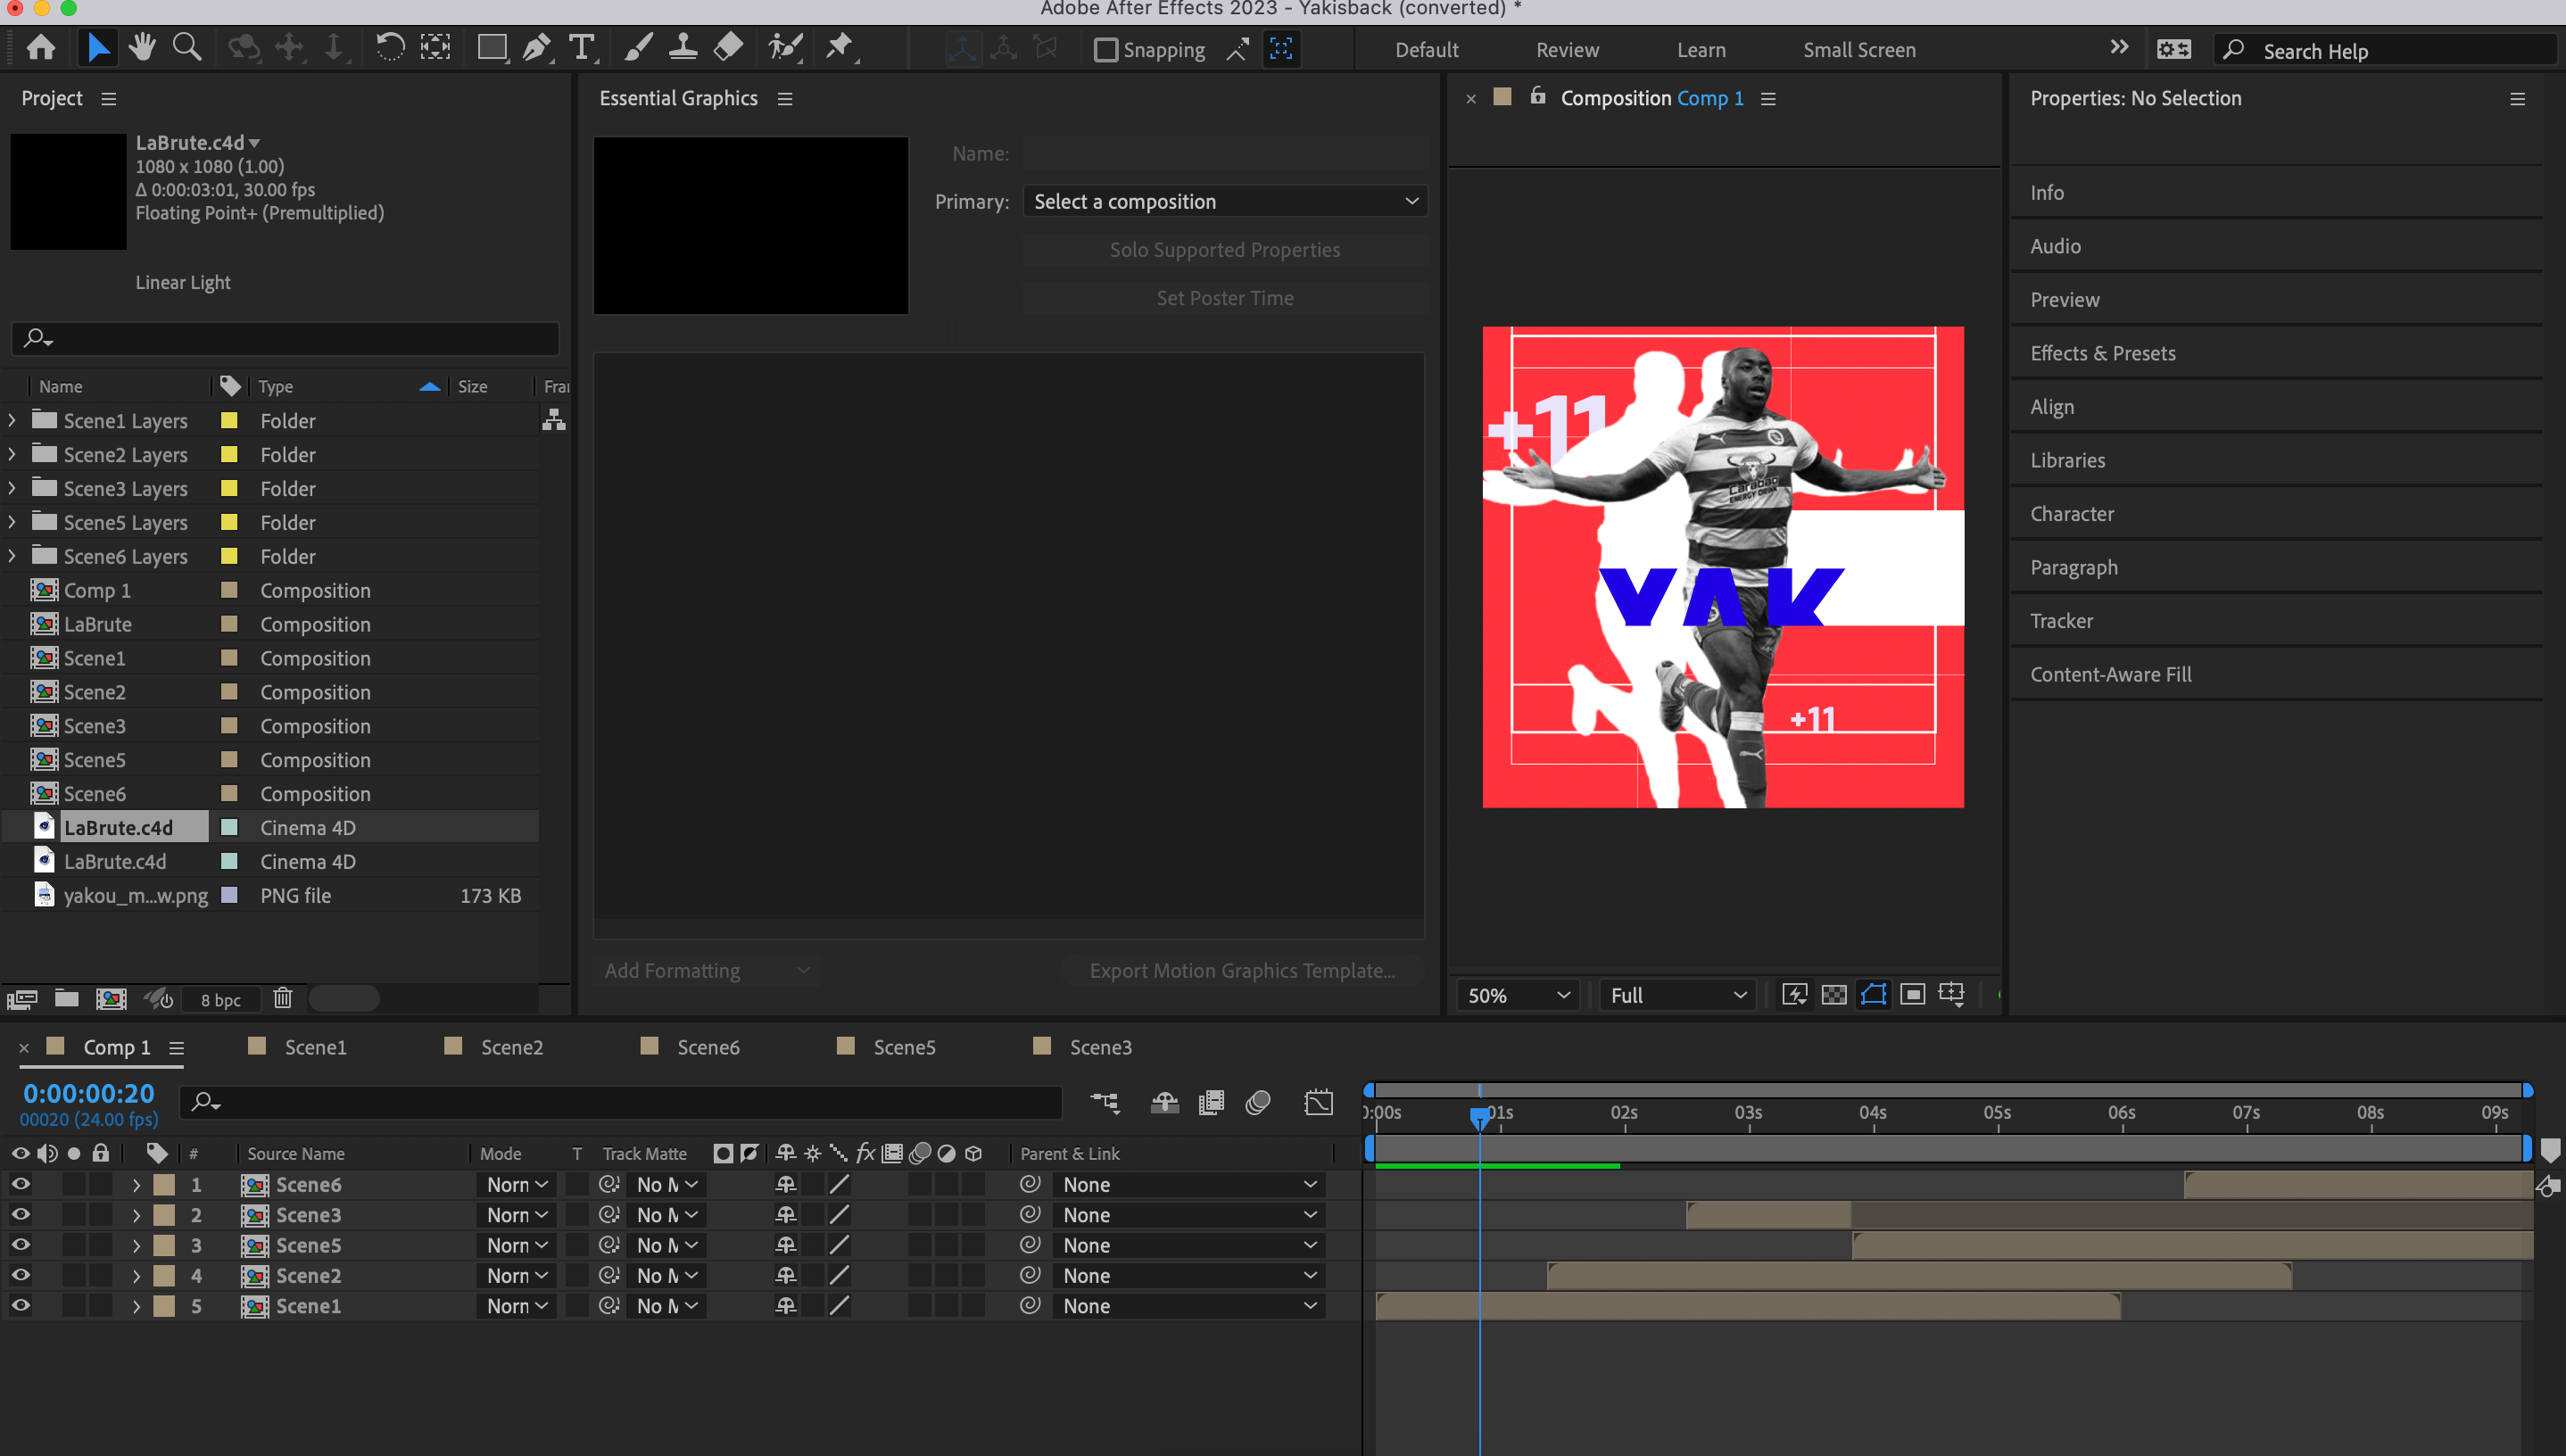 Adobe After Effects 2023 - Yakisback (converted) *
Snapping
Default
Review
Learn
Small Screen
Search Help
Project
LaBrute.c4d
1080 x 1080 (1.00)
Δ 0:00:03:01, 30.00 fps
Floating Point+ (Premultiplied)
Linear Light
Name Type Size Fra
Scene1 Layers Folder
Scene2 Layers Folder
Scene3 Layers Folder
Scene5 Layers Folder
Scene6 Layers Folder
Comp 1 Composition
LaBrute Composition
Scene1 Composition
Scene2 Composition
Scene3 Composition
Scene5 Composition
Scene6 Composition
LaBrute.c4d Cinema 4D
LaBrute.c4d Cinema 4D
yakou_m...w.png PNG file 173 KB
8 bpc
Essential Graphics
Name:
Primary: Select a composition
Solo Supported Properties
Set Poster Time
Add Formatting
Export Motion Graphics Template...
Composition Comp 1
+11
Carabao
ENERGY DRINK
YAK
+11
50%
Full
Properties: No Selection
Info
Audio
Preview
Effects & Presets
Align
Libraries
Character
Paragraph
Tracker
Content-Aware Fill
Comp 1
Scene1
Scene2
Scene6
Scene5
Scene3
0:00:00:20
00020 (24.00 fps)
0:00s 01s 02s 03s 04s 05s 06s 07s 08s 09s
# Source Name Mode T Track Matte fx Parent & Link
1 Scene6 Norn No M None
2 Scene3 Norn No M None
3 Scene5 Norn No M None
4 Scene2 Norn No M None
5 Scene1 Norn No M None